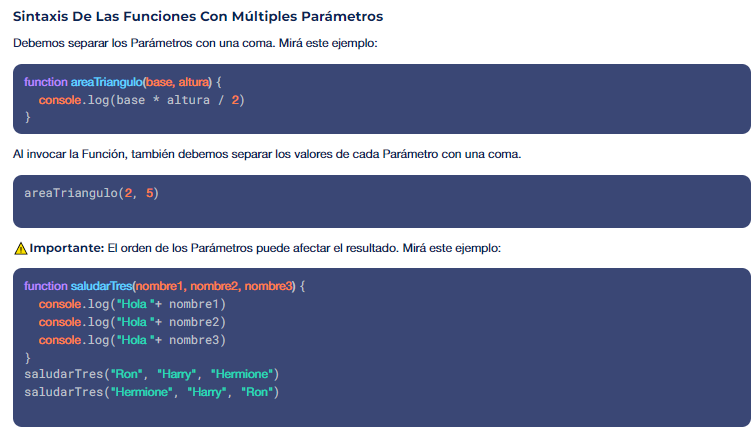 Sintaxis De Las Funciones Con Múltiples Parámetros
Debemos separar los Parámetros con una coma. Mirá este ejemplo:
function areaTriangulo(base, altura) {
  console.log(base * altura / 2)
}
Al invocar la Función, también debemos separar los valores de cada Parámetro con una coma.
areaTriangulo(2, 5)
⚠️Importante: El orden de los Parámetros puede afectar el resultado. Mirá este ejemplo:
function saludarTres(nombre1, nombre2, nombre3) {
  console.log("Hola "+ nombre1)
  console.log("Hola "+ nombre2)
  console.log("Hola "+ nombre3)
}
saludarTres("Ron", "Harry", "Hermione")
saludarTres("Hermione", "Harry", "Ron")